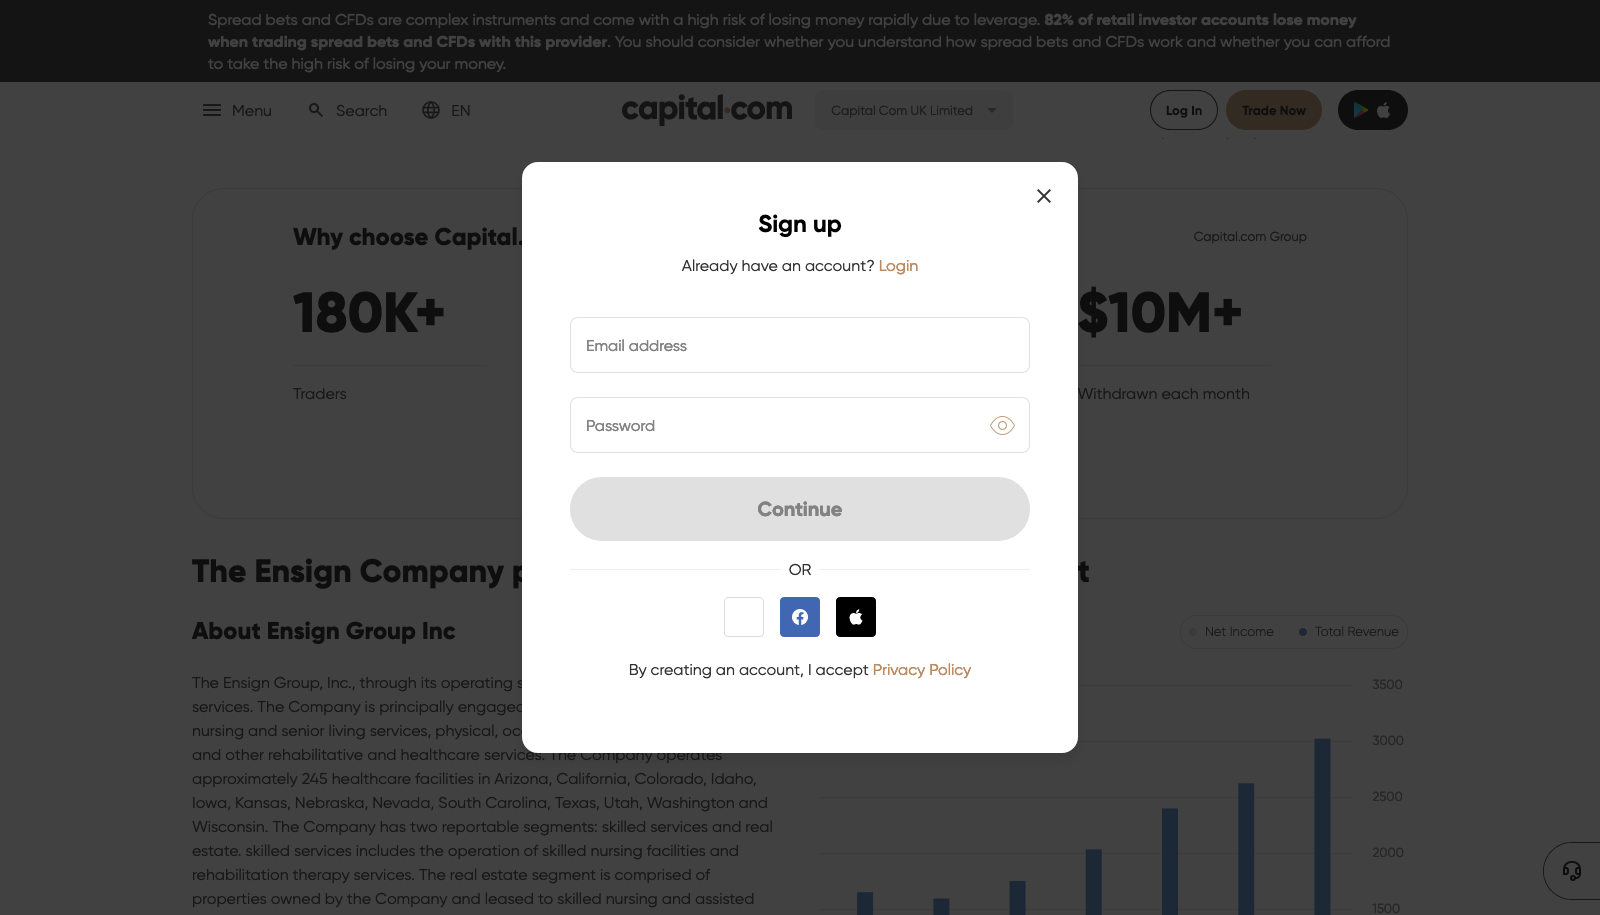 Spread bets and CFDs are complex instruments and come with a high risk of losing money rapidly due to leverage. 82% of retail investor accounts lose money
when trading spread bets and CFDs with this provider. You should consider whether you understand how spread bets and CFDs work and whether you can afford
to take the high risk of losing your money.
Menu Search EN capital.com Capital Com UK Limited Log In Trade Now
Sign up
Already have an account? Login
Email address
Password
Continue
OR
By creating an account, I accept Privacy Policy
Why choose Capital.
Capital.com Group
180K+
$10M+
Traders
Withdrawn each month
The Ensign Company
About Ensign Group Inc
Net Income Total Revenue
The Ensign Group, Inc., through its operating
services. The Company is principally engaged
nursing and senior living services, physical,
and other rehabilitative and healthcare services. The Company operates
approximately 245 healthcare facilities in Arizona, California, Colorado, Idaho,
Iowa, Kansas, Nebraska, Nevada, South Carolina, Texas, Utah, Washington and
Wisconsin. The Company has two reportable segments: skilled services and real
estate. skilled services includes the operation of skilled nursing facilities and
rehabilitation therapy services. The real estate segment is comprised of
properties owned by the Company and leased to skilled nursing and assisted
3500
3000
2500
2000
1500